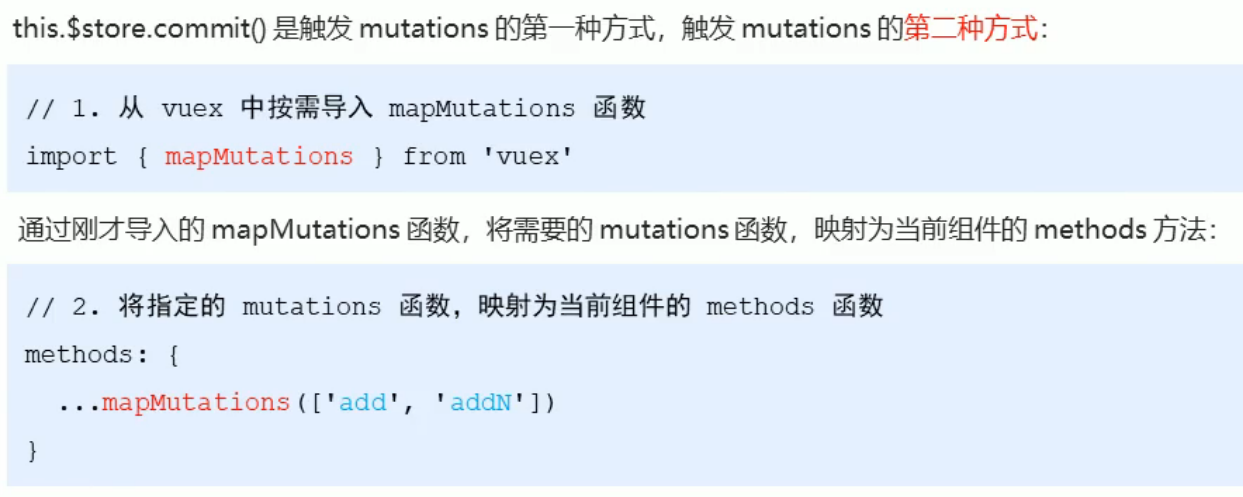 this.$store.commit() 是触发 mutations 的第一种方式，触发 mutations 的第二种方式：
// 1. 从 vuex 中按需导入 mapMutations 函数
import { mapMutations } from 'vuex'
通过刚才导入的 mapMutations 函数，将需要的 mutations 函数，映射为当前组件的 methods 方法：
// 2. 将指定的 mutations 函数，映射为当前组件的 methods 函数
methods: {
  ...mapMutations(['add', 'addN'])
}